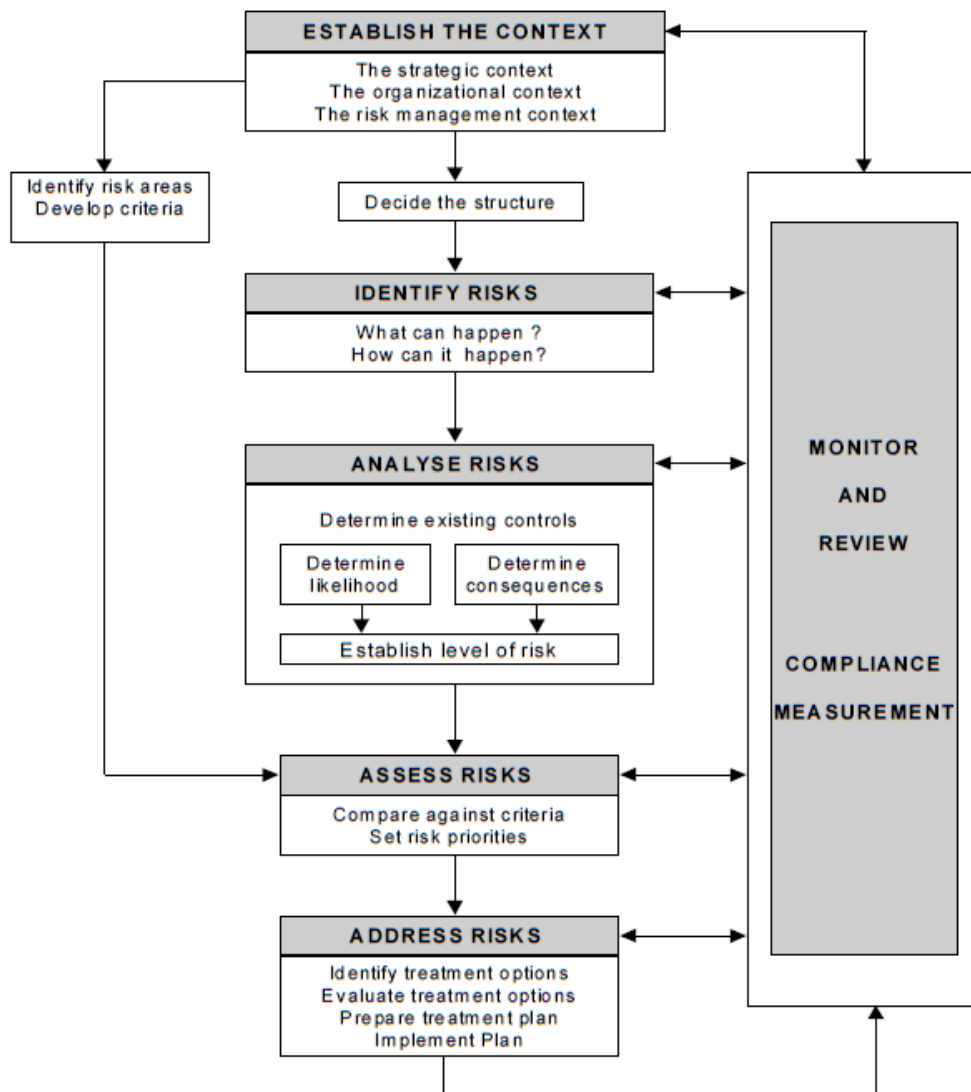 ESTABLISH THE CONTEXT
The strategic context
The organizational context
The risk management context
Identify risk areas
Develop criteria
Decide the structure
IDENTIFY RISKS
What can happen ?
How can it happen?
ANALYSE RISKS
Determine existing controls
Determine
likelihood
Determine
consequences
Establish level of risk
ASSESS RISKS
Compare against criteria
Set risk priorities
ADDRESS RISKS
Identify treatment options
Evaluate treatment options
Prepare treatment plan
Implement Plan
MONITOR
AND
REVIEW
COMPLIANCE
MEASUREMENT